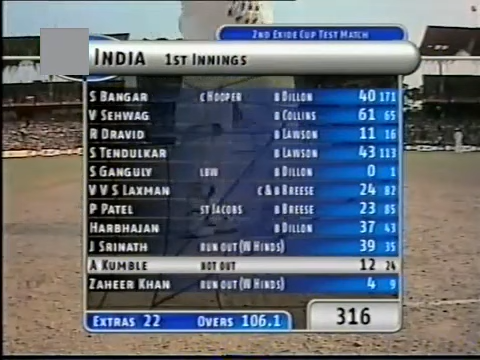 2ND EXIDE CUP TEST MATCH
INDIA 1ST INNINGS
S BANGAR C HOOPER B DILLON 40 171
V SEHWAG B COLLINS 61 65
R DRAVID B LAWSON 11 16
S TENDULKAR B LAWSON 43 113
S GANGULY LBW B DILLON 0 1
V V S LAXMAN C & B BREESE 24 82
P PATEL ST JACOBS B BREESE 23 85
HARBHAJAN B DILLON 37 43
J SRINATH RUN OUT (W HINDS) 39 35
A KUMBLE NOT OUT 12 24
ZAHEER KHAN RUN OUT (W HINDS) 4 9
EXTRAS 22 OVERS 106.1 316